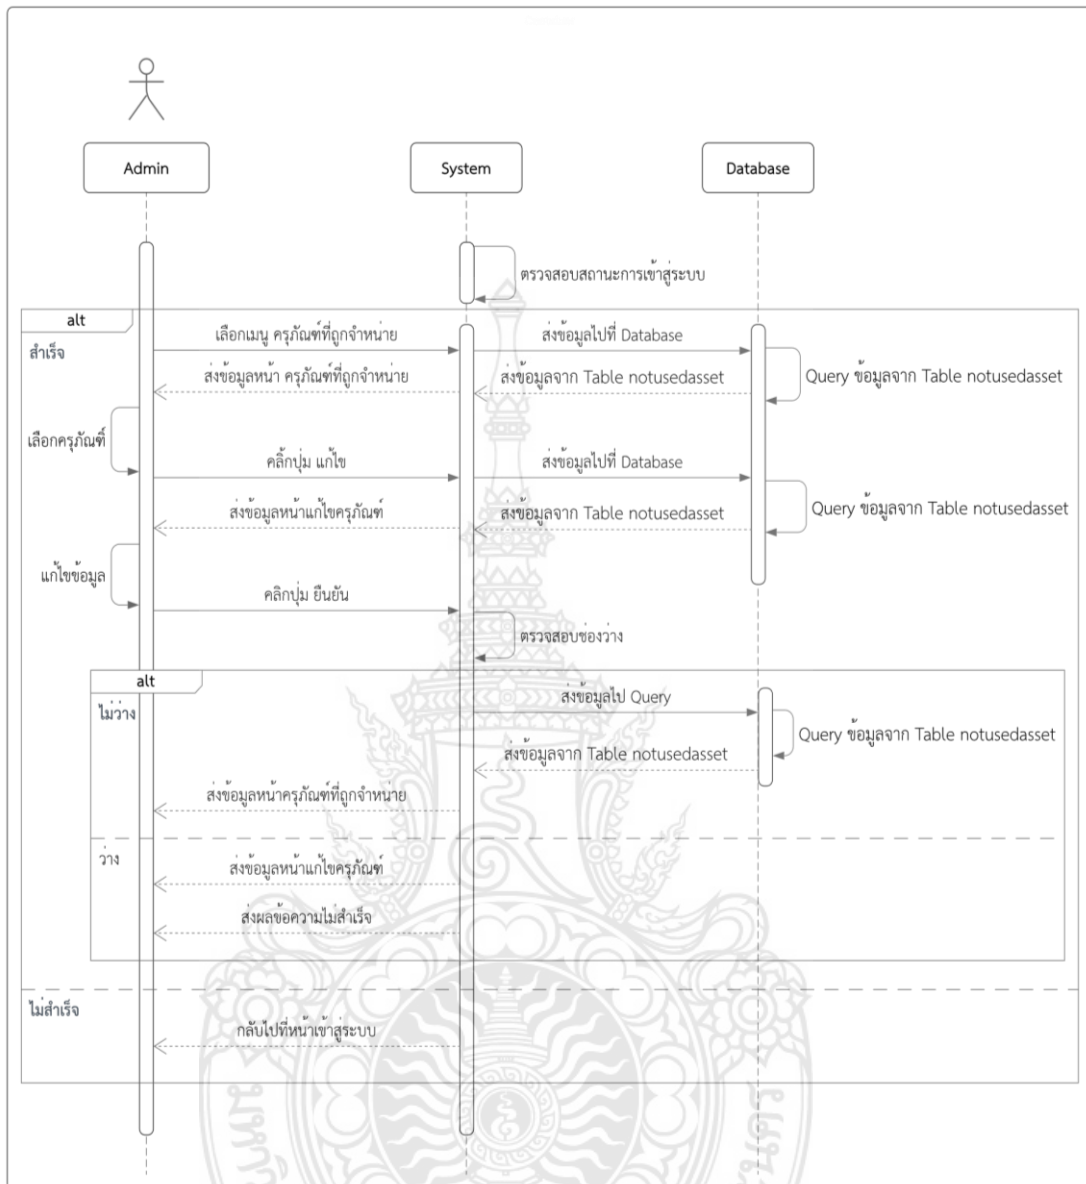 Admin
System
Database
ตรวจสอบสถานะการเข้าสู่ระบบ
alt
สำเร็จ
เลือกเมนู ครุภัณฑ์ที่ถูกจำหน่าย
ส่งข้อมูลไปที่ Database
ส่งข้อมูลหน้า ครุภัณฑ์ที่ถูกจำหน่าย
ส่งข้อมูลจาก Table notusedasset
Query ข้อมูลจาก Table notusedasset
เลือกครุภัณฑ์
คลิ้กปุ่ม แก้ไข
ส่งข้อมูลไปที่ Database
ส่งข้อมูลหน้าแก้ไขครุภัณฑ์
ส่งข้อมูลจาก Table notusedasset
Query ข้อมูลจาก Table notusedasset
แก้ไขข้อมูล
คลิกปุ่ม ยืนยัน
ตรวจสอบช่องว่าง
alt
ไม่ว่าง
ส่งข้อมูลไป Query
Query ข้อมูลจาก Table notusedasset
ส่งข้อมูลจาก Table notusedasset
ส่งข้อมูลหน้าครุภัณฑ์ที่ถูกจำหน่าย
ว่าง
ส่งข้อมูลหน้าแก้ไขครุภัณฑ์
ส่งผลข้อความไม่สำเร็จ
ไม่สำเร็จ
กลับไปที่หน้าเข้าสู่ระบบ